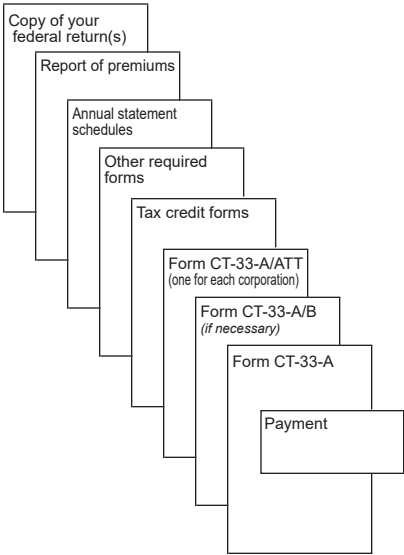 Copy of your
federal return(s)
Report of premiums
Annual statement
schedules
Other required
forms
Tax credit forms
Form CT-33-A/ATT
(one for each corporation)
Form CT-33-A/B
(if necessary)
Form CT-33-A
Payment